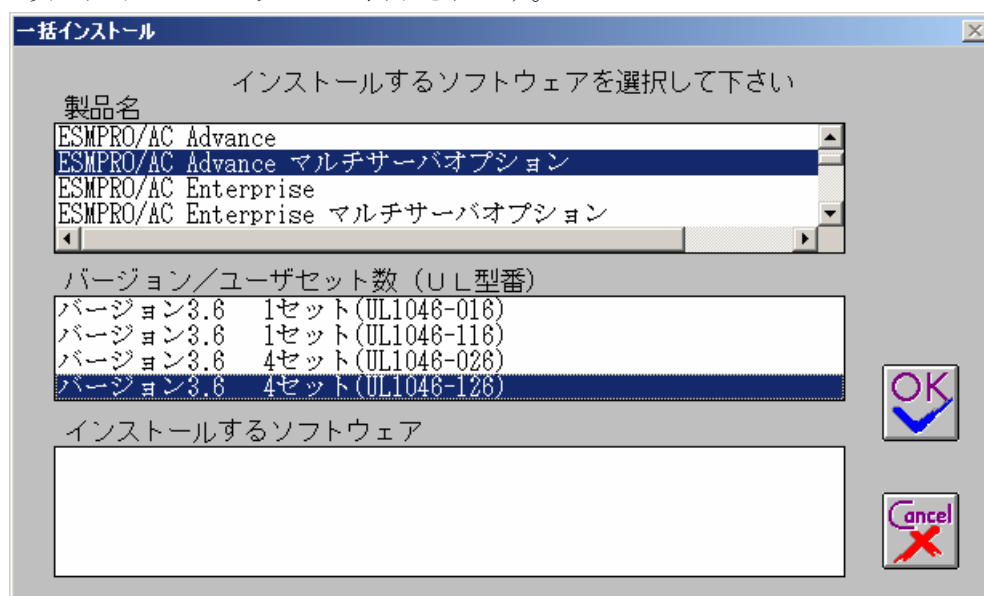 一括インストール
インストールするソフトウェアを選択して下さい
製品名
ESMPRO/AC Advance
ESMPRO/AC Advance マルチサーバオプション
ESMPRO/AC Enterprise
ESMPRO/AC Enterprise マルチサーバオプション
バージョン／ユーザセット数（ＵＬ型番）
バージョン3.6 1セット(UL1046-016)
バージョン3.6 1セット(UL1046-116)
バージョン3.6 4セット(UL1046-026)
バージョン3.6 4セット(UL1046-126)
OK
インストールするソフトウェア
Cancel